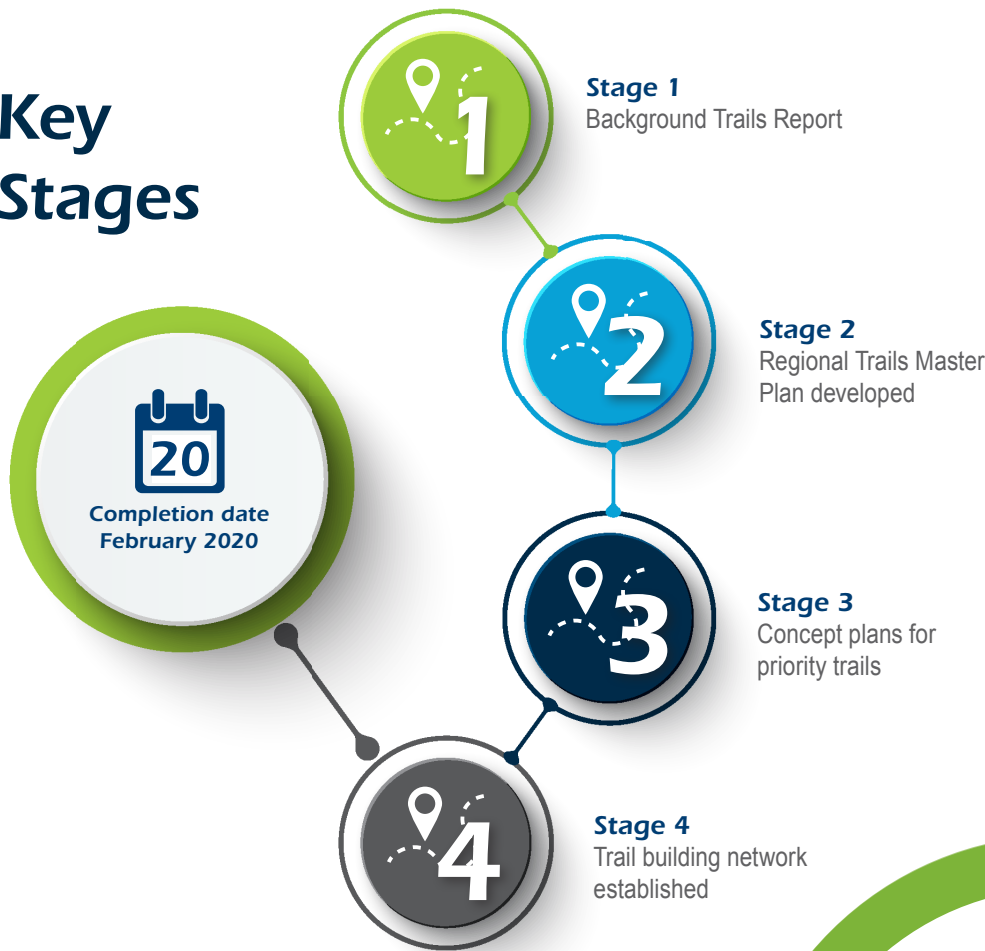 Key
Stages
1
Stage 1
Background Trails Report
2
Stage 2
Regional Trails Master
Plan developed
20
Completion date
February 2020
3
Stage 3
Concept plans for
priority trails
4
Stage 4
Trail building network
established